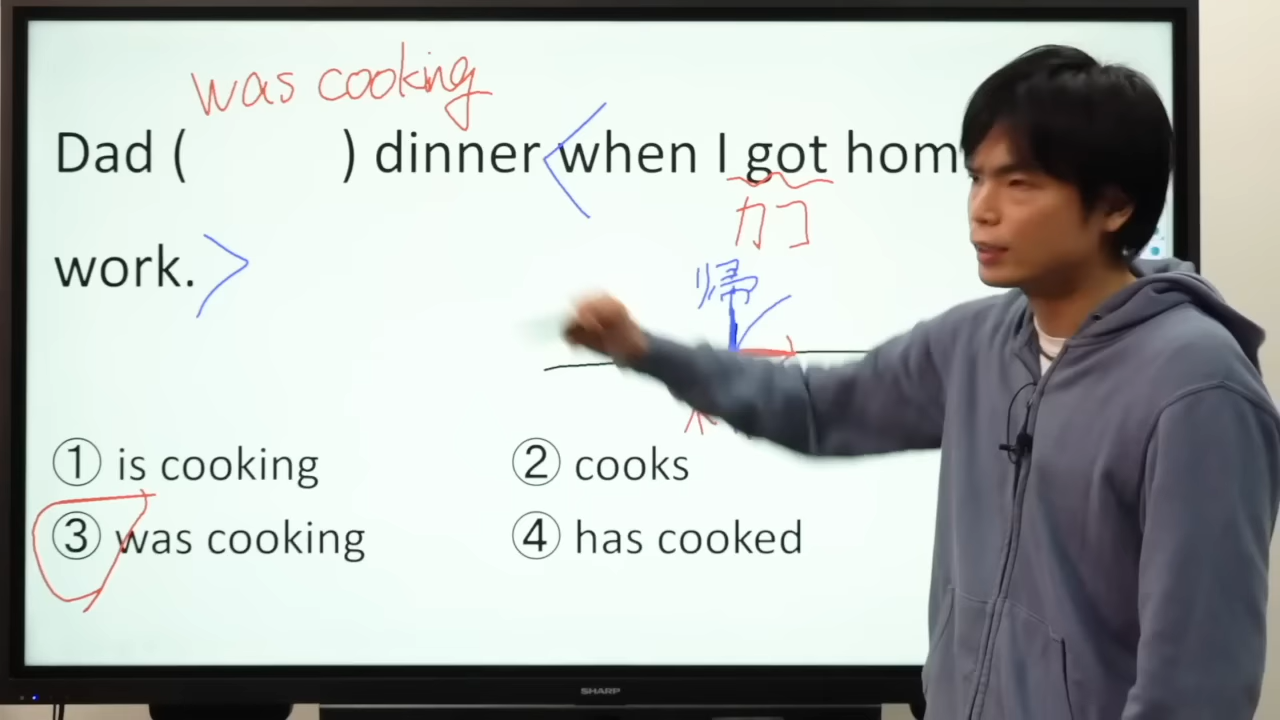 was cooking
Dad ( ) dinner < when I got hom
カコ
work. >
帰
① is cooking
② cooks
③ was cooking
④ has cooked
SHARP